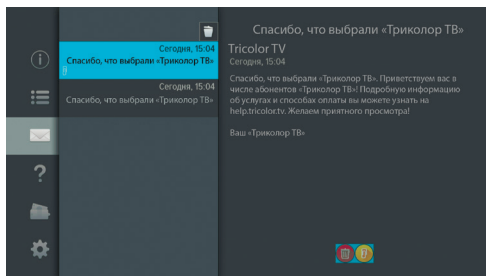 Сегодня, 15:04
Спасибо, что выбрали «Триколор ТВ»
Сегодня, 15:04
Спасибо, что выбрали «Триколор ТВ»
Спасибо, что выбрали «Триколор ТВ»
Tricolor TV
Сегодня, 15:04
Спасибо, что выбрали «Триколор ТВ». Приветствуем вас в
числе абонентов «Триколор ТВ»! Подробную информацию
об услугах и способах оплаты вы можете узнать на
help.tricolor.tv. Желаем приятного просмотра!
Ваш «Триколор ТВ»